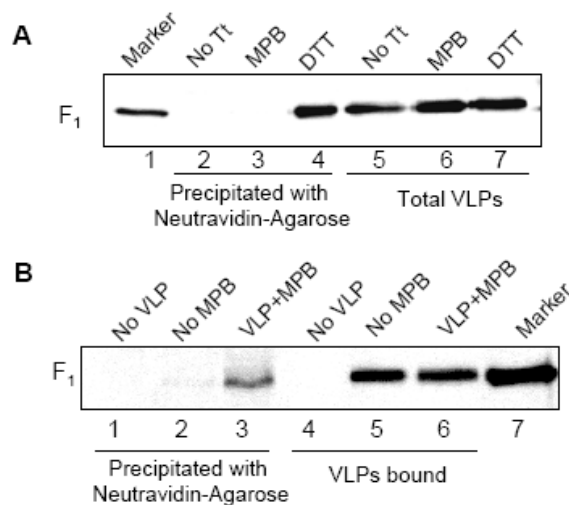 A
Marker No Tt MPB DTT No Tt MPB DTT
F1
1 2 3 4 5 6 7
Precipitated with Neutravidin-Agarose
Total VLPs
B
No VLP No MPB VLP+MPB No VLP No MPB VLP+MPB Marker
F1
1 2 3 4 5 6 7
Precipitated with Neutravidin-Agarose
VLPs bound